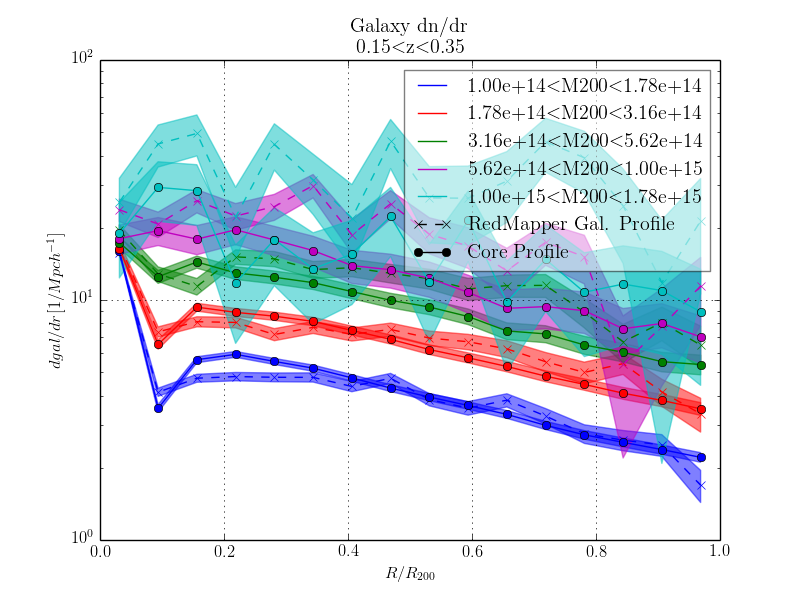 Galaxy dn/dr
0.15<z<0.35
10^2
10^1
10^0
dgal/dr [1/Mpch^{-1}]
1.00e+14<M200<1.78e+14
1.78e+14<M200<3.16e+14
3.16e+14<M200<5.62e+14
5.62e+14<M200<1.00e+15
1.00e+15<M200<1.78e+15
RedMapper Gal. Profile
Core Profile
0.0 0.2 0.4 0.6 0.8 1.0
R/R_{200}